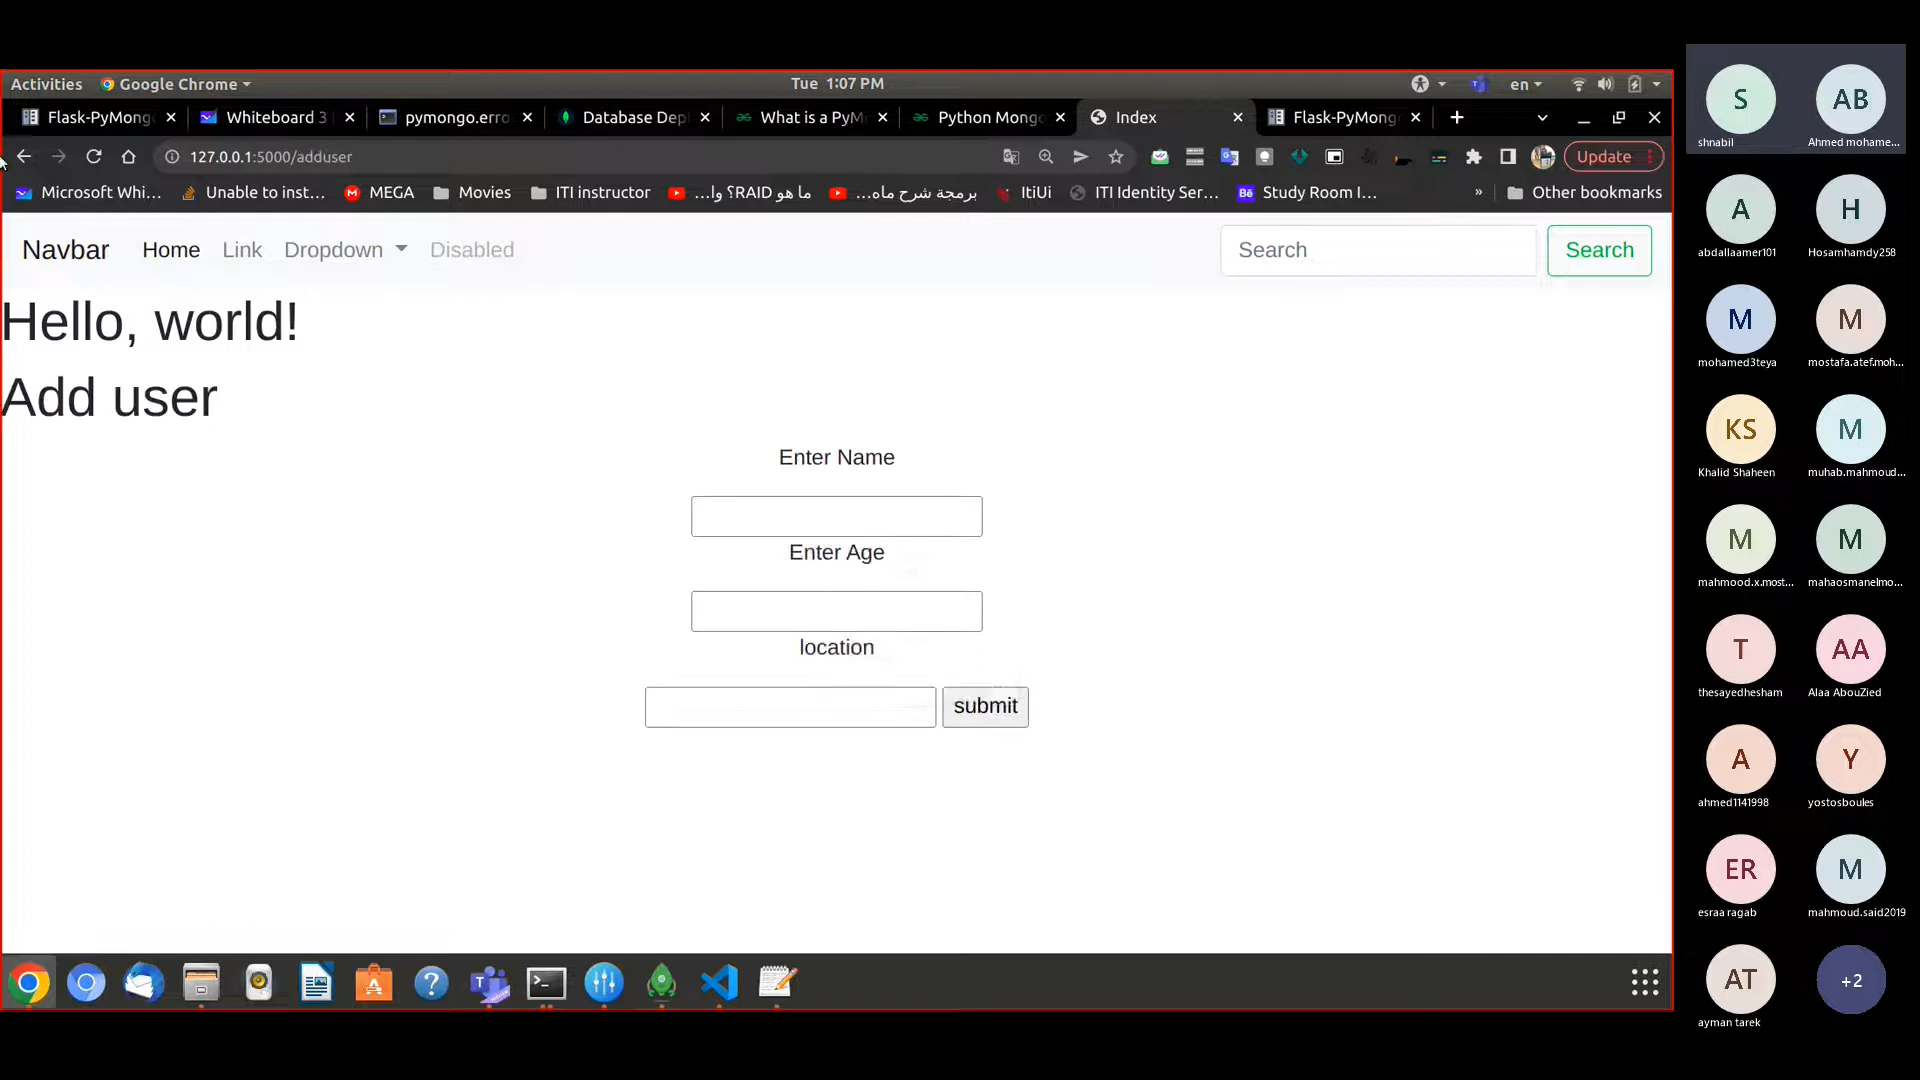 Activities Google Chrome Tue 1:07 PM en
Flask-PyMong Whiteboard 3 pymongo.erro Database Dep What is a PyM Python Mong Index Flask-PyMong
127.0.0.1:5000/adduser Update
Microsoft Whi... Unable to inst... MEGA Movies ITI instructor ما هو RAID؟ وا... برمجة شرح ماه... ItiUi ITI Identity Ser... Study Room I... » Other bookmarks
Navbar Home Link Dropdown Disabled Search Search
Hello, world!
Add user
Enter Name
Enter Age
location
submit
S AB
shnabil Ahmed mohame...
A H
abdallaamer101 Hosamhamdy258
M M
mohamed3teya mostafa.atef.moh...
KS M
Khalid Shaheen muhab.mahmoud...
M M
mahmood.x.most... mahaosmanelmo...
T AA
thesayedhesham Alaa AbouZied
A Y
ahmed1141998 yostosboules
ER M
esraa ragab mahmoud.said2019
AT +2
ayman tarek